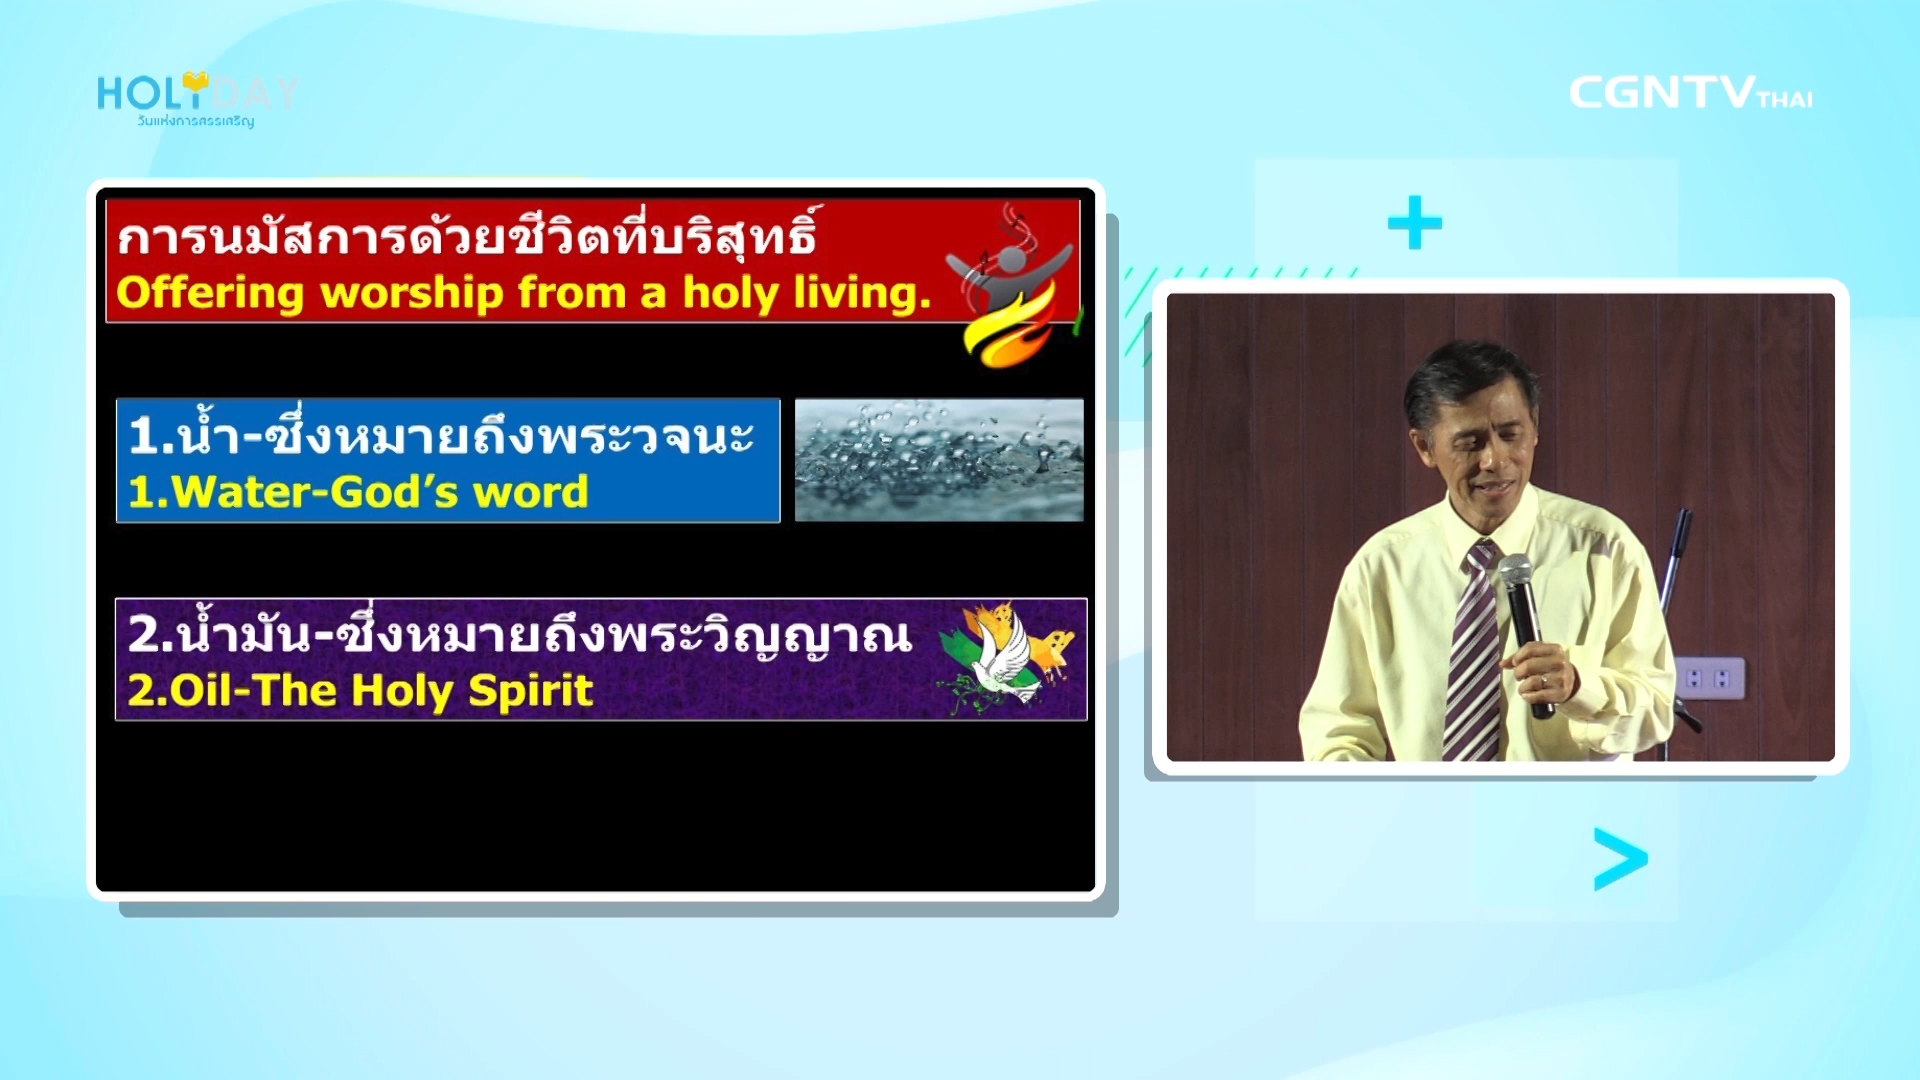 HOLYDAY
วันแห่งการสรรเสริญ
CGNTV THAI
การนมัสการด้วยชีวิตที่บริสุทธิ์
Offering worship from a holy living.
1.น้ำ-ซึ่งหมายถึงพระวจนะ
1.Water-God’s word
2.น้ำมัน-ซึ่งหมายถึงพระวิญญาณ
2.Oil-The Holy Spirit